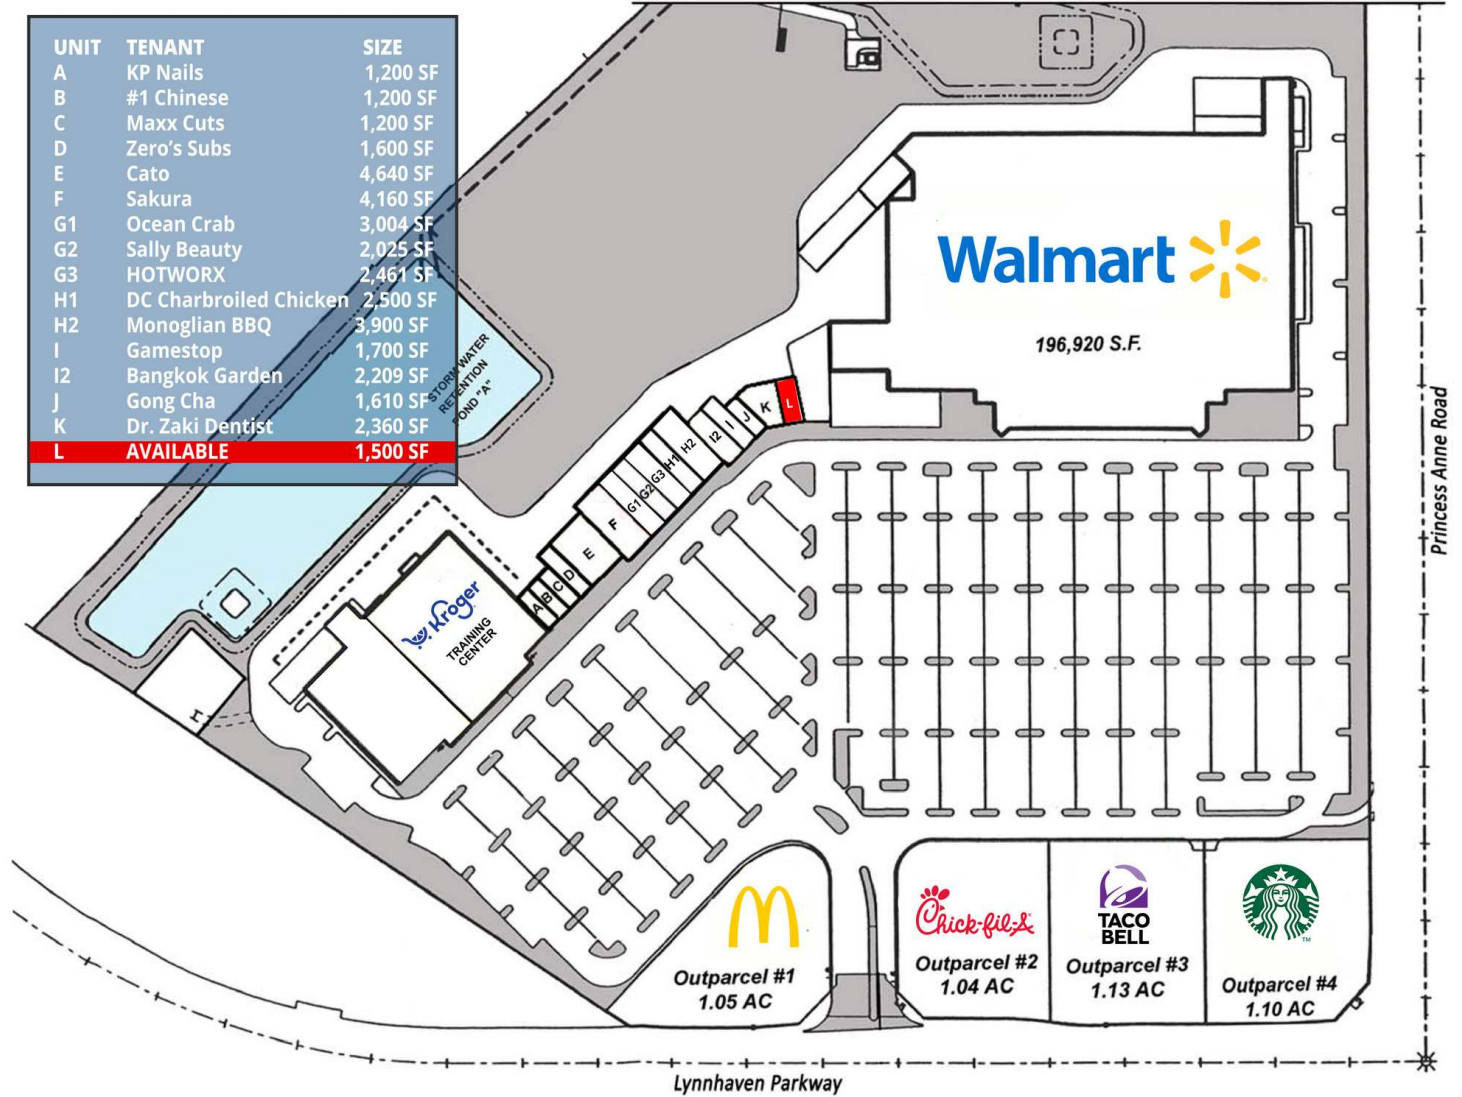 UNIT TENANT SIZE
A KP Nails 1,200 SF
B #1 Chinese 1,200 SF
C Maxx Cuts 1,200 SF
D Zero’s Subs 1,600 SF
E Cato 4,640 SF
F Sakura 4,160 SF
G1 Ocean Crab 3,004 SF
G2 Sally Beauty 2,025 SF
G3 HOTWORX 2,461 SF
H1 DC Charbroiled Chicken 2,500 SF
H2 Monoglian BBQ 3,900 SF
I Gamestop 1,700 SF
I2 Bangkok Garden 2,209 SF
J Gong Cha 1,610 SF
K Dr. Zaki Dentist 2,360 SF
L AVAILABLE 1,500 SF
STORM WATER
RETENTION
POND "A"
Walmart
196,920 S.F.
Princess Anne Road
L
K
J
I
I2
H2
H1
G3
G2
G1
F
E
D
C
B
A
Kroger
TRAINING
CENTER
Outparcel #1
1.05 AC
Chick-fil-A
Outparcel #2
1.04 AC
TACO
BELL
Outparcel #3
1.13 AC
TM
Outparcel #4
1.10 AC
Lynnhaven Parkway